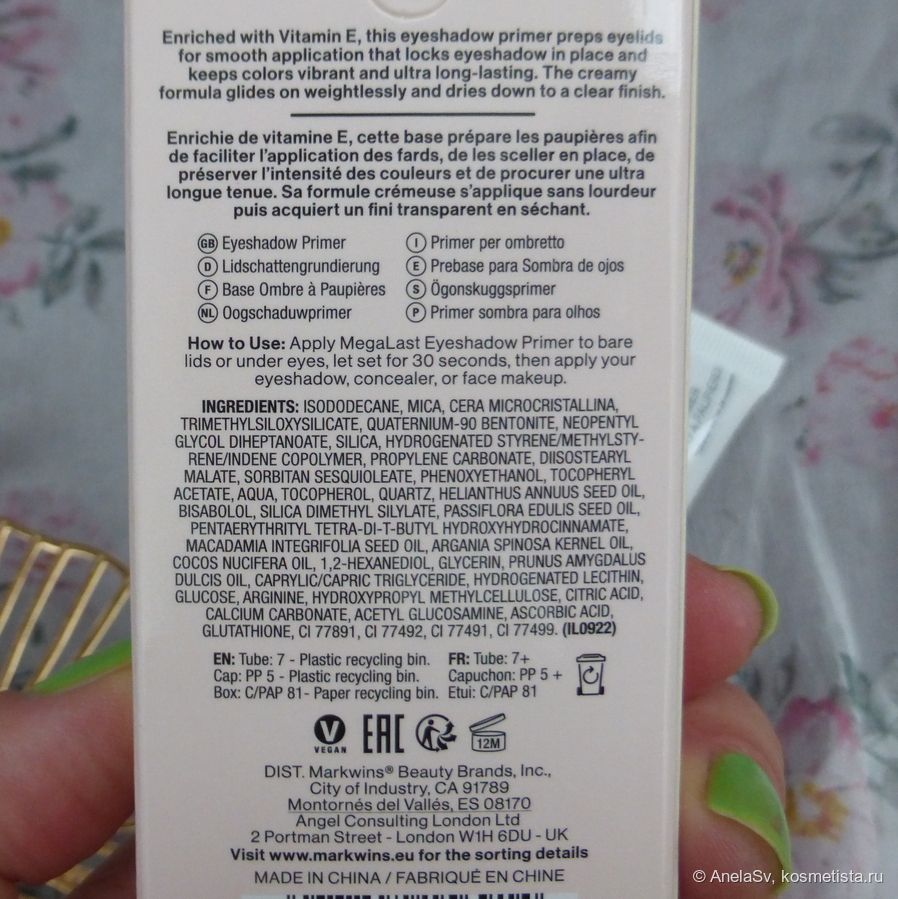 Enriched with Vitamin E, this eyeshadow primer preps eyelids
for smooth application that locks eyeshadow in place and
keeps colors vibrant and ultra long-lasting. The creamy
formula glides on weightlessly and dries down to a clear finish.
Enrichie de vitamine E, cette base prépare les paupières afin
de faciliter l'application des fards, de les sceller en place, de
préserver l'intensité des couleurs et de procurer une ultra
longue tenue. Sa formule crémeuse s'applique sans lourdeur
puis acquiert un fini transparent en séchant.
GB Eyeshadow Primer
D Lidschattengrundierung
F Base Ombre à Paupières
NL Oogschaduwprimer
I Primer per ombretto
E Prebase para Sombra de ojos
S Ögonskuggsprimer
P Primer sombra para olhos
How to Use: Apply MegaLast Eyeshadow Primer to bare
lids or under eyes, let set for 30 seconds, then apply your
eyeshadow, concealer, or face makeup.
INGREDIENTS: ISODODECANE, MICA, CERA MICROCRISTALLINA,
TRIMETHYLSILOXYSILICATE, QUATERNIUM-90 BENTONITE, NEOPENTYL
GLYCOL DIHEPTANOATE, SILICA, HYDROGENATED STYRENE/METHYLSTY-
RENE/INDENE COPOLYMER, PROPYLENE CARBONATE, DIISOSTEARYL
MALATE, SORBITAN SESQUIOLEATE, PHENOXYETHANOL, TOCOPHERYL
ACETATE, AQUA, TOCOPHEROL, QUARTZ, HELIANTHUS ANNUUS SEED OIL,
BISABOLOL, SILICA DIMETHYL SILYLATE, PASSIFLORA EDULIS SEED OIL,
PENTAERYTHRITYL TETRA-DI-T-BUTYL HYDROXYHYDROCINNAMATE,
MACADAMIA INTEGRIFOLIA SEED OIL, ARGANIA SPINOSA KERNEL OIL,
COCOS NUCIFERA OIL, 1,2-HEXANEDIOL, GLYCERIN, PRUNUS AMYGDALUS
DULCIS OIL, CAPRYLIC/CAPRIC TRIGLYCERIDE, HYDROGENATED LECITHIN,
GLUCOSE, ARGININE, HYDROXYPROPYL METHYLCELLULOSE, CITRIC ACID,
CALCIUM CARBONATE, ACETYL GLUCOSAMINE, ASCORBIC ACID,
GLUTATHIONE, CI 77891, CI 77492, CI 77491, CI 77499. (IL0922)
EN: Tube: 7 - Plastic recycling bin.
Cap: PP 5 - Plastic recycling bin.
Box: C/PAP 81- Paper recycling bin.
FR: Tube: 7+
Capuchon: PP 5 +
Etui: C/PAP 81
V
VEGAN
EAC
12M
DIST. Markwins® Beauty Brands, Inc.,
City of Industry, CA 91789
Montornés del Vallés, ES 08170
Angel Consulting London Ltd
2 Portman Street - London W1H 6DU - UK
Visit www.markwins.eu for the sorting details
MADE IN CHINA / FABRIQUÉ EN CHINE
© AnelaSv, kosmetista.ru